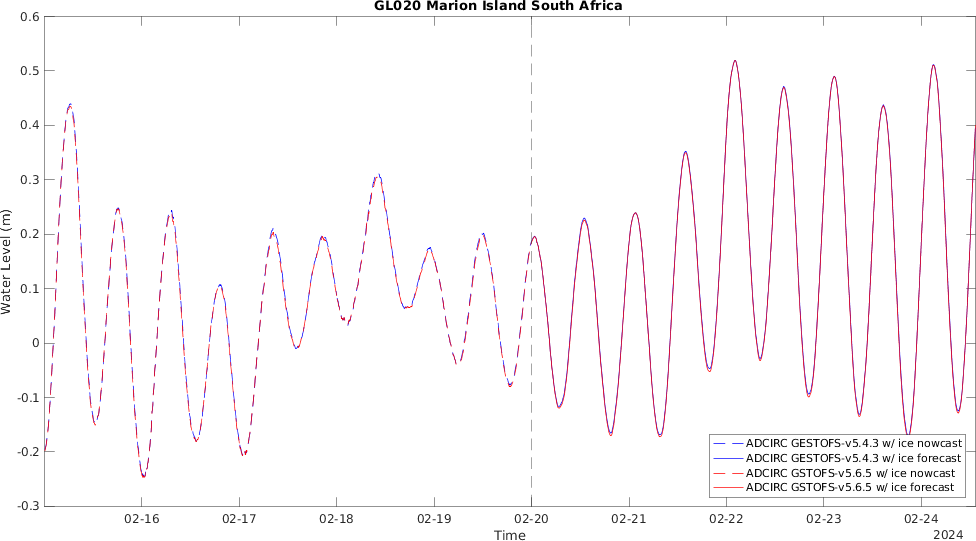 GL020 Marion Island South Africa
0.6
0.5
0.4
0.3
0.2
0.1
0
-0.1
-0.2
-0.3
Water Level (m)
ADCIRC GESTOFS-v5.4.3 w/ ice nowcast
ADCIRC GESTOFS-v5.4.3 w/ ice forecast
ADCIRC GSTOFS-v5.6.5 w/ ice nowcast
ADCIRC GSTOFS-v5.6.5 w/ ice forecast
02-16 02-17 02-18 02-19 02-20 02-21 02-22 02-23 02-24
Time
2024